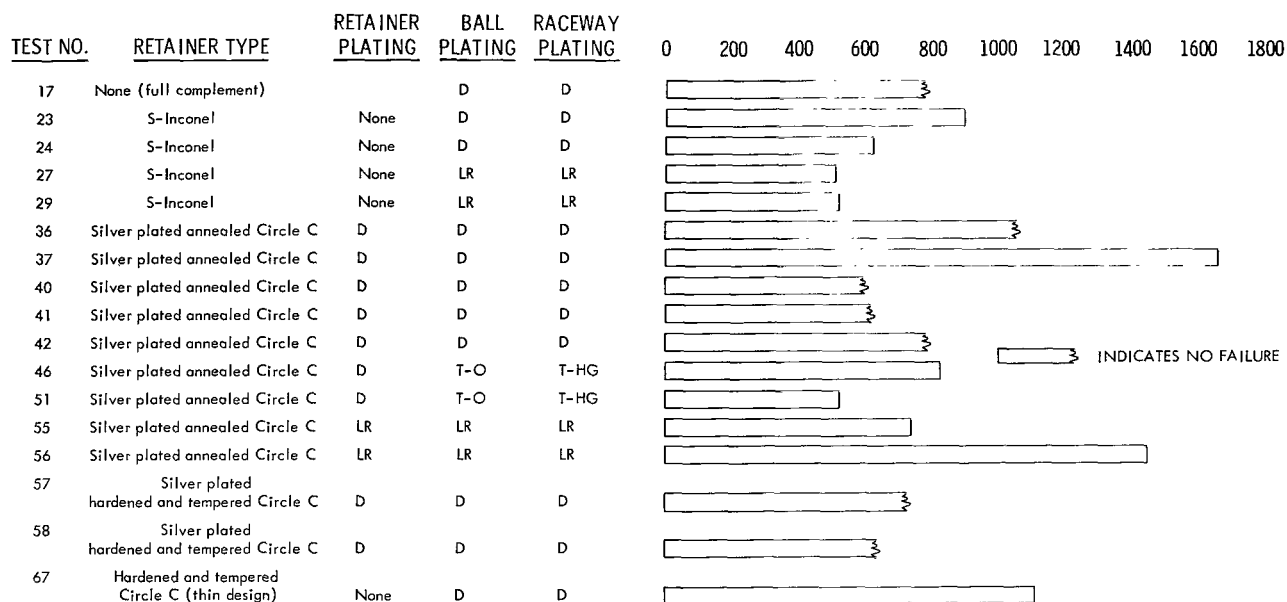 RETAINER BALL RACEWAY
TEST NO. RETAINER TYPE PLATING PLATING PLATING 0 200 400 600 800 1000 1200 1400 1600 1800
17 None (full complement) D D
23 S-Inconel None D D
24 S-Inconel None D D
27 S-Inconel None LR LR
29 S-Inconel None LR LR
36 Silver plated annealed Circle C D D D
37 Silver plated annealed Circle C D D D
40 Silver plated annealed Circle C D D D
41 Silver plated annealed Circle C D D D
42 Silver plated annealed Circle C D D D
INDICATES NO FAILURE
46 Silver plated annealed Circle C D T-O T-HG
51 Silver plated annealed Circle C D T-O T-HG
55 Silver plated annealed Circle C LR LR LR
56 Silver plated annealed Circle C LR LR LR
57 Silver plated
hardened and tempered Circle C D D D
58 Silver plated
hardened and tempered Circle C D D D
67 Hardened and tempered
Circle C (thin design) None D D